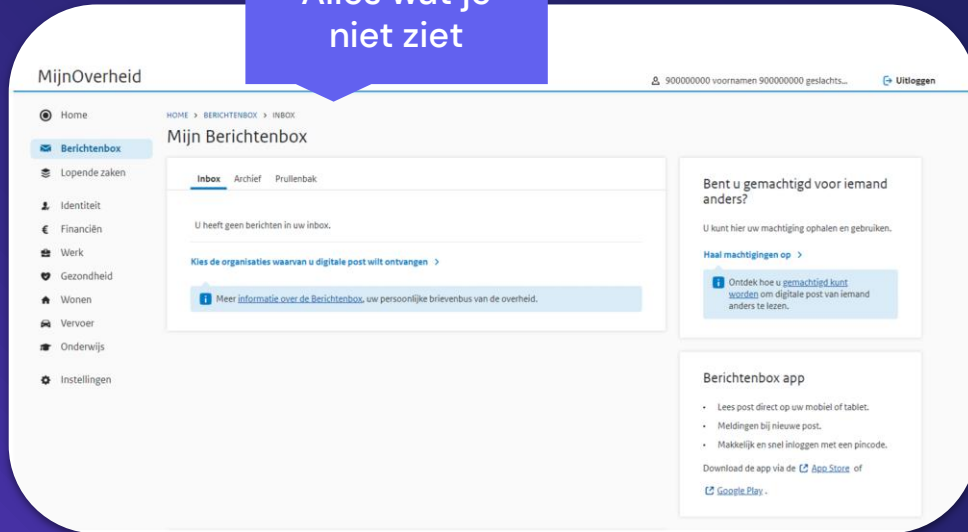 Alles wat je
niet ziet
MijnOverheid
900000000 voornamen 900000000 geslachts...
Uitloggen
Home
Berichtenbox
Lopende zaken
Identiteit
Financiën
Werk
Gezondheid
Wonen
Vervoer
Onderwijs
Instellingen
HOME > BERICHTENBOX > INBOX
Mijn Berichtenbox
Inbox Archief Prullenbak
U heeft geen berichten in uw inbox.
Kies de organisaties waarvan u digitale post wilt ontvangen >
Meer informatie over de Berichtenbox, uw persoonlijke brievenbus van de overheid.
Bent u gemachtigd voor iemand
anders?
U kunt hier uw machtiging ophalen en gebruiken.
Haal machtigingen op >
Ontdek hoe u gemachtigd kunt
worden om digitale post van iemand
anders te lezen.
Berichtenbox app
• Lees post direct op uw mobiel of tablet.
• Meldingen bij nieuwe post.
• Makkelijk en snel inloggen met een pincode.
Download de app via de App Store of
Google Play .